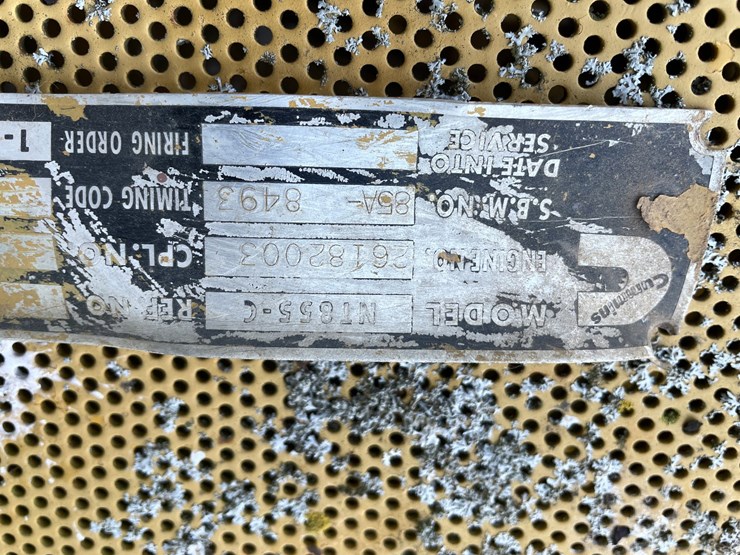 Cummins
MODEL NT855-C REF. NO
ENGINE NO. 26182003 CPL. NO
S.B.M. NO. 85A- 8493 TIMING CODE
DATE INTO SERVICE FIRING ORDER 1-